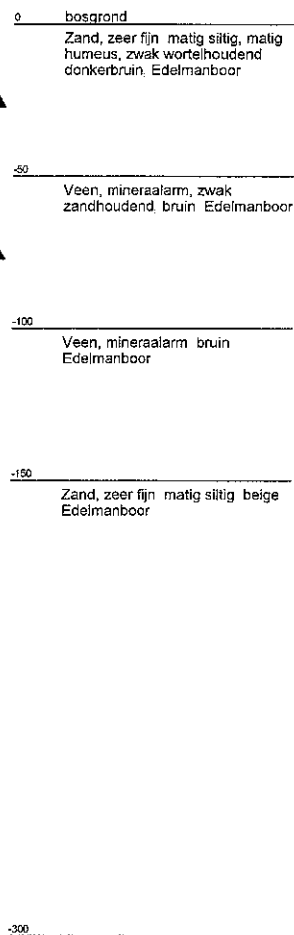 0 bosgrond
Zand, zeer fijn matig siltig, matig
humeus, zwak wortelhoudend
donkerbruin, Edelmanboor
-50
Veen, mineraalarm, zwak
zandhoudend, bruin Edelmanboor
-100
Veen, mineraalarm bruin
Edelmanboor
-150
Zand, zeer fijn matig siltig beige
Edelmanboor
-300